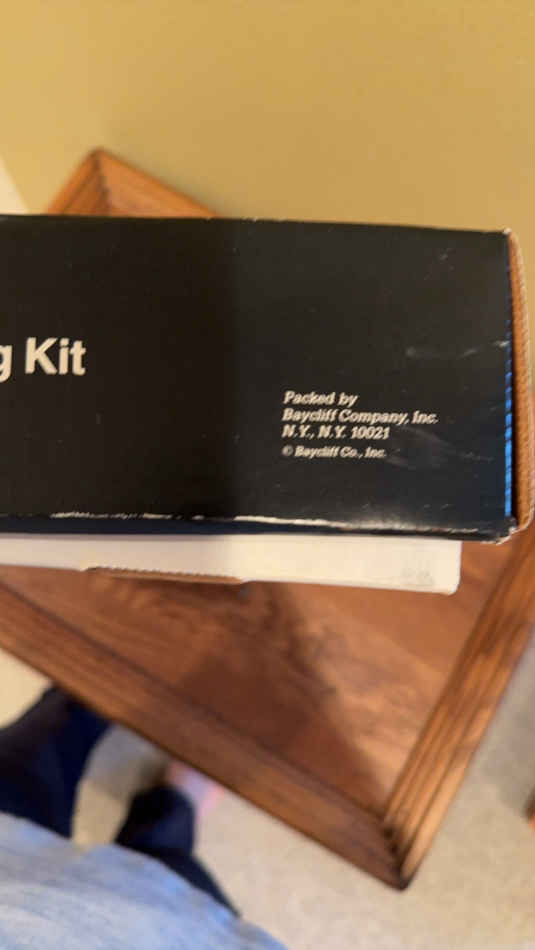 g Kit
Packed by
Baycliff Company, Inc.
N.Y., N.Y. 10021
© Baycliff Co., Inc.